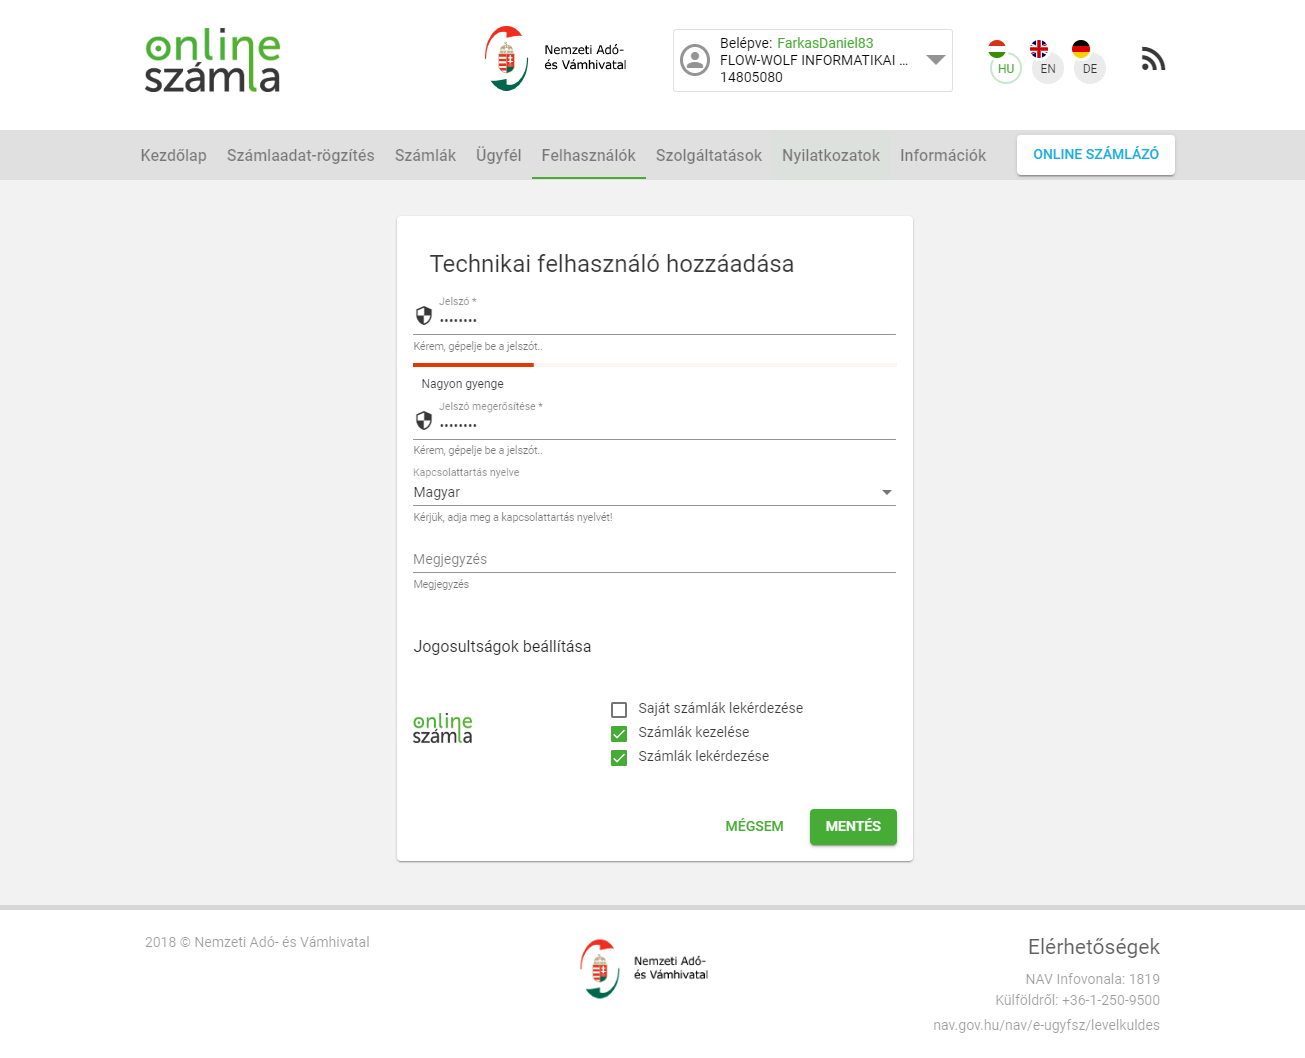 online
számla
Nemzeti Adó-
és Vámhivatal
Belépve: FarkasDaniel83
FLOW-WOLF INFORMATIKAI ...
14805080
HU
EN
DE
Kezdőlap
Számlaadat-rögzítés
Számlák
Ügyfél
Felhasználók
Szolgáltatások
Nyilatkozatok
Információk
ONLINE SZÁMLÁZÓ
Technikai felhasználó hozzáadása
Jelszó *
••••••••
Kérem, gépelje be a jelszót..
Nagyon gyenge
Jelszó megerősítése *
••••••••
Kérem, gépelje be a jelszót..
Kapcsolattartás nyelve
Magyar
Kérjük, adja meg a kapcsolattartás nyelvét!
Megjegyzés
Megjegyzés
Jogosultságok beállítása
online
számla
Saját számlák lekérdezése
Számlák kezelése
Számlák lekérdezése
MÉGSEM
MENTÉS
2018 © Nemzeti Adó- és Vámhivatal
Nemzeti Adó-
és Vámhivatal
Elérhetőségek
NAV Infovonala: 1819
Külföldről: +36-1-250-9500
nav.gov.hu/nav/e-ugyfsz/levelkuldes